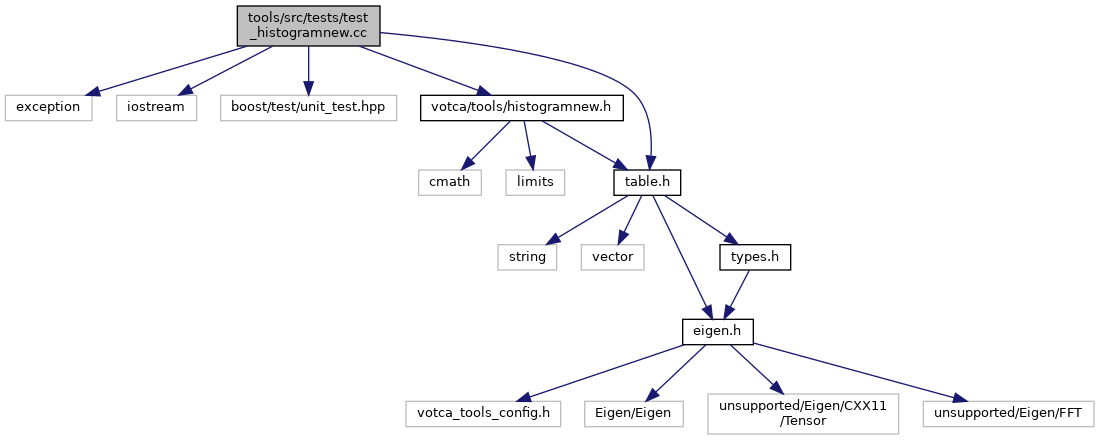 tools/src/tests/test
_histogramnew.cc
exception
iostream
boost/test/unit_test.hpp
votca/tools/histogramnew.h
cmath
limits
table.h
string
vector
types.h
eigen.h
votca_tools_config.h
Eigen/Eigen
unsupported/Eigen/CXX11
/Tensor
unsupported/Eigen/FFT